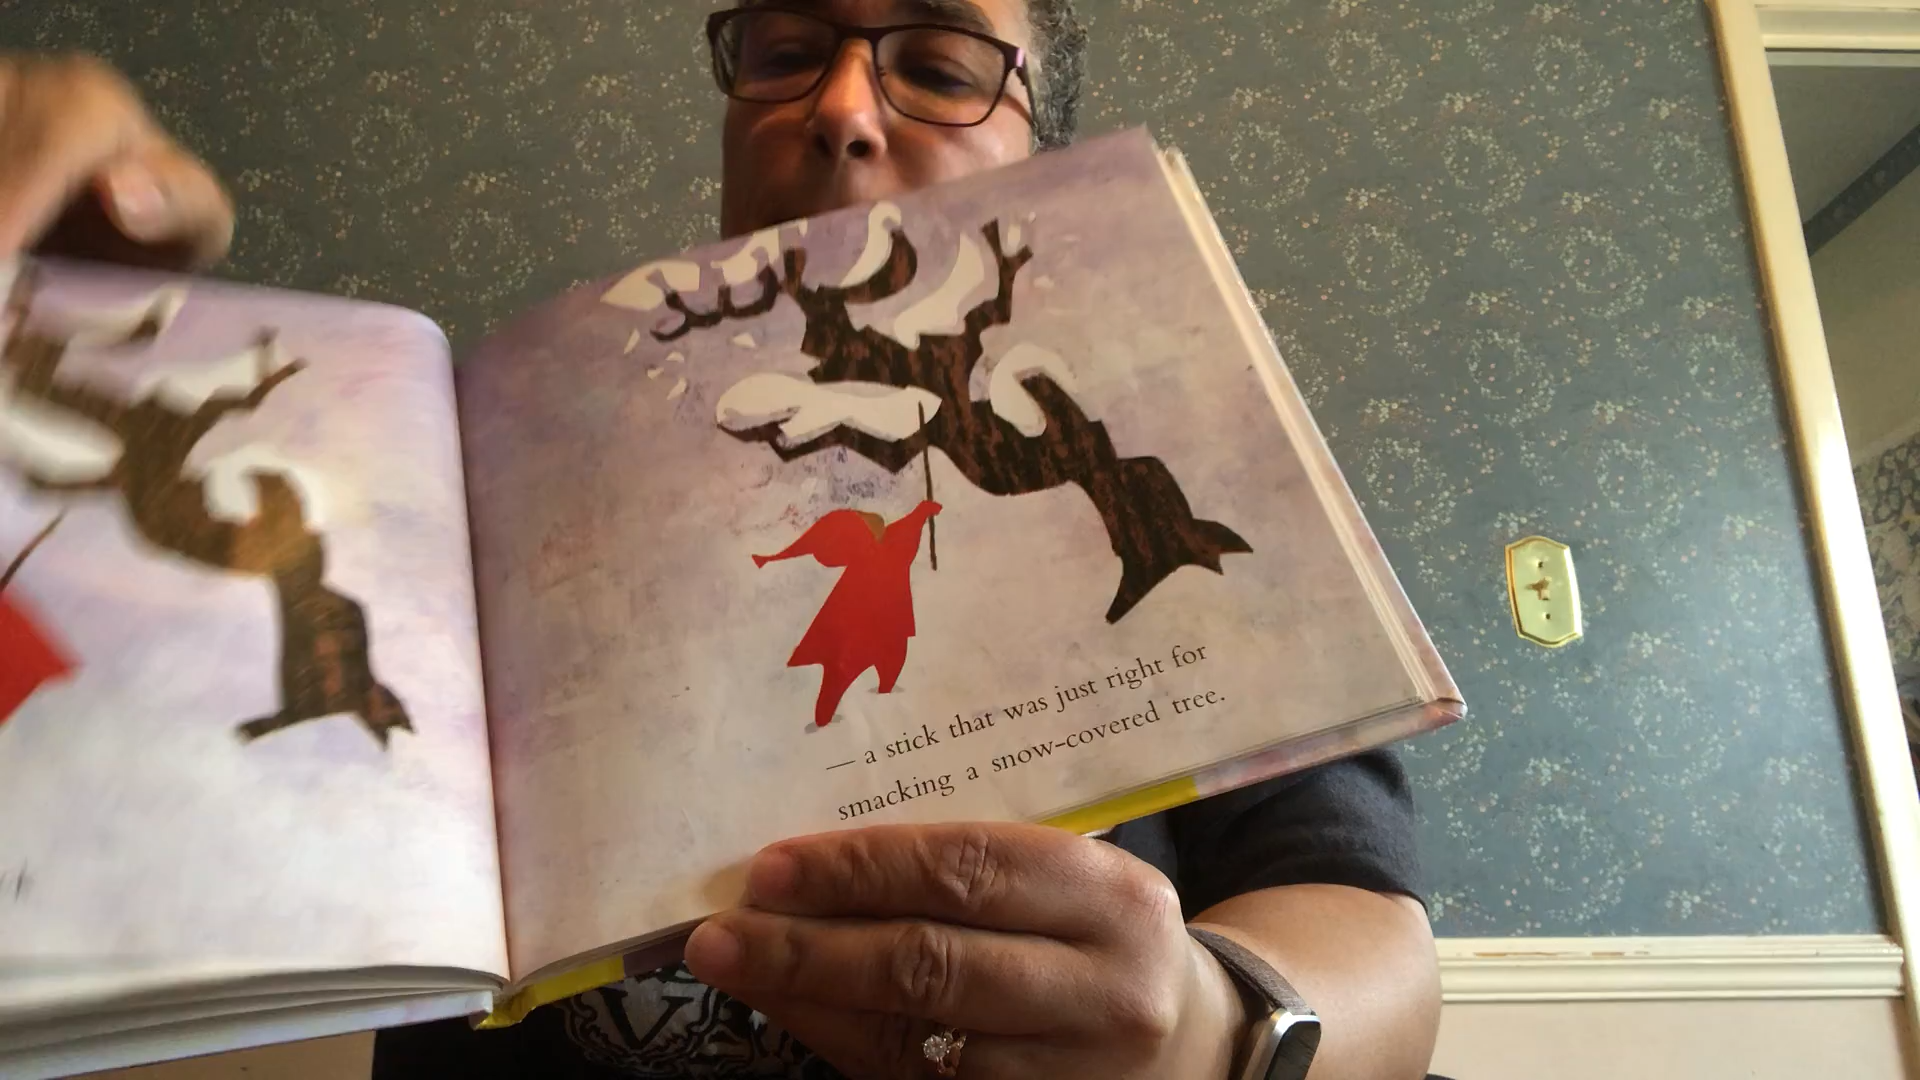 — a stick that was just right for
smacking a snow-covered tree.
V